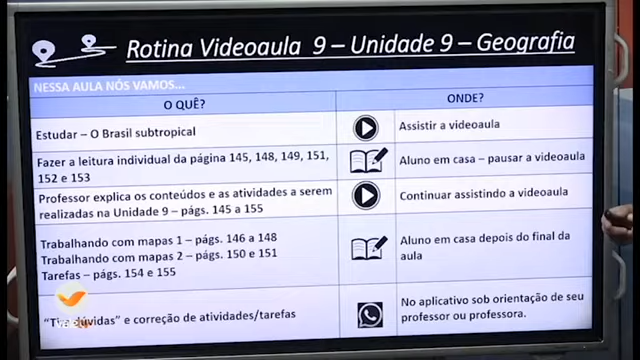 Rotina Videoaula 9 – Unidade 9 – Geografia
NESSA AULA NÓS VAMOS...
O QUÊ?
ONDE?
Estudar – O Brasil subtropical
Assistir a videoaula
Fazer a leitura individual da página 145, 148, 149, 151,
152 e 153
Aluno em casa – pausar a videoaula
Professor explica os conteúdos e as atividades a serem
realizadas na Unidade 9 – págs. 145 a 155
Continuar assistindo a videoaula
Trabalhando com mapas 1 – págs. 146 a 148
Trabalhando com mapas 2 – págs. 150 e 151
Tarefas – págs. 154 e 155
Aluno em casa depois do final da
aula
"Tira dúvidas" e correção de atividades/tarefas
No aplicativo sob orientação de seu
professor ou professora.